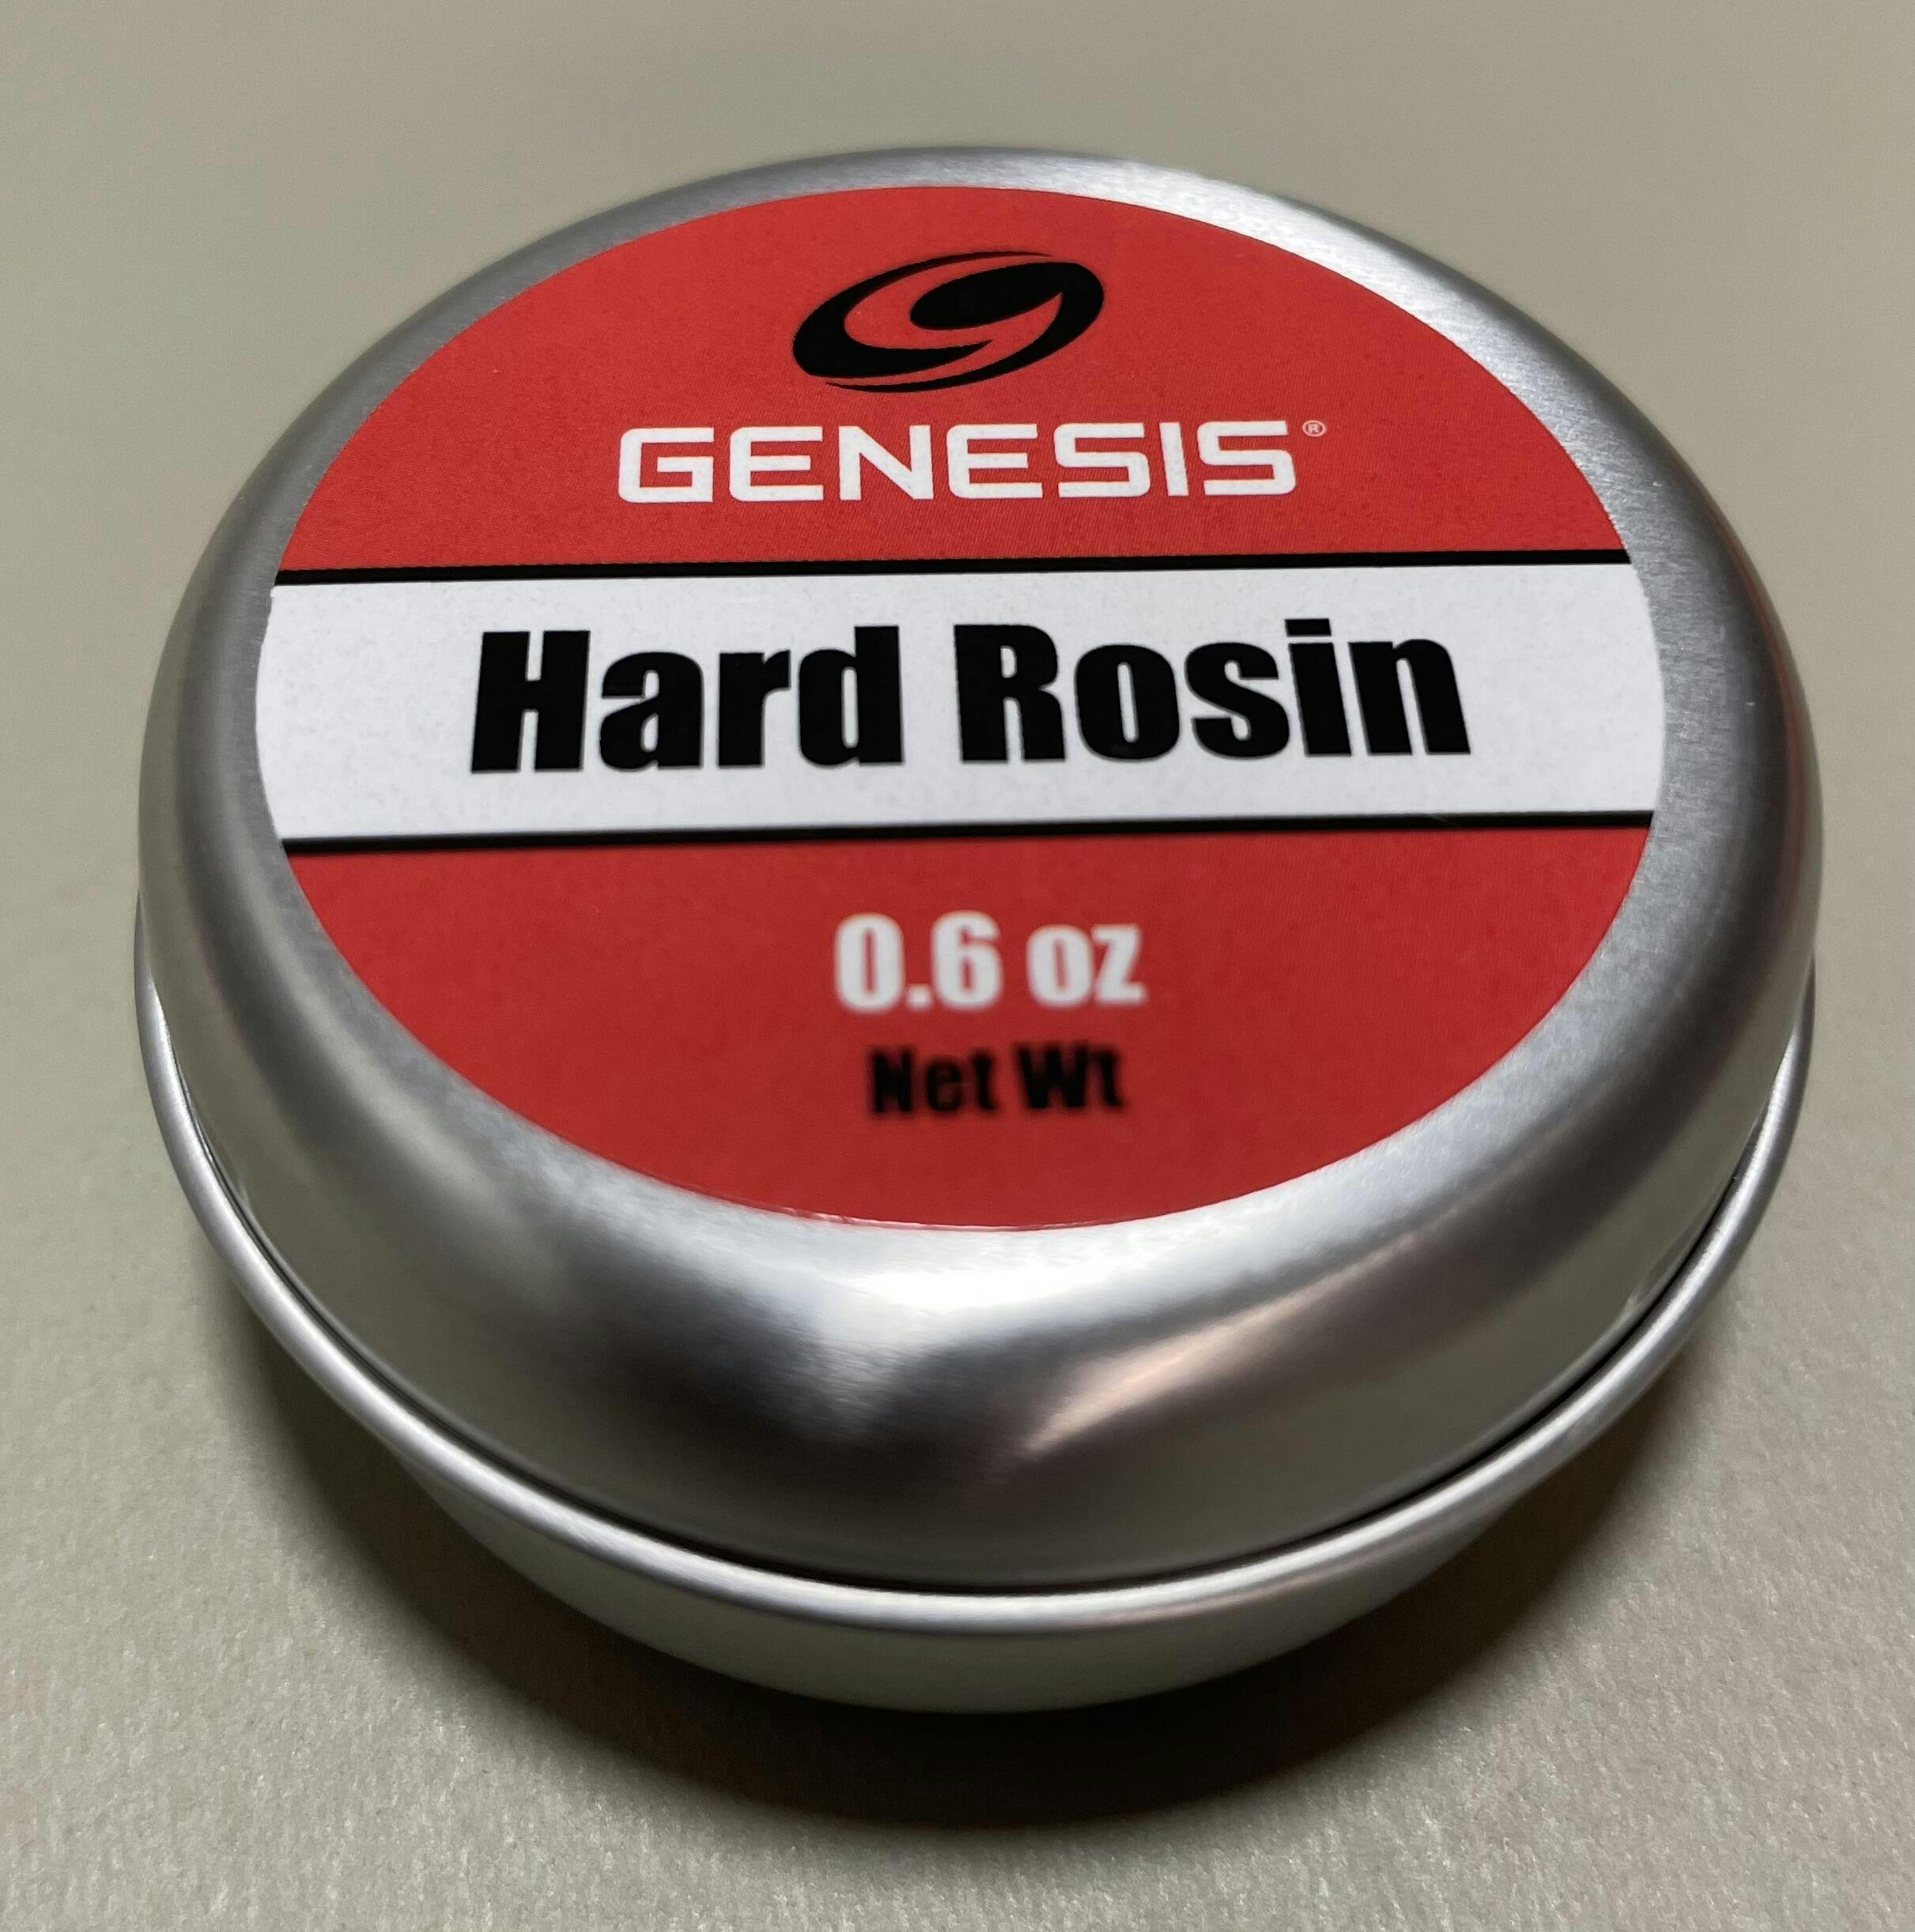 GENESIS®
Hard Rosin
0.6 oz
Net Wt